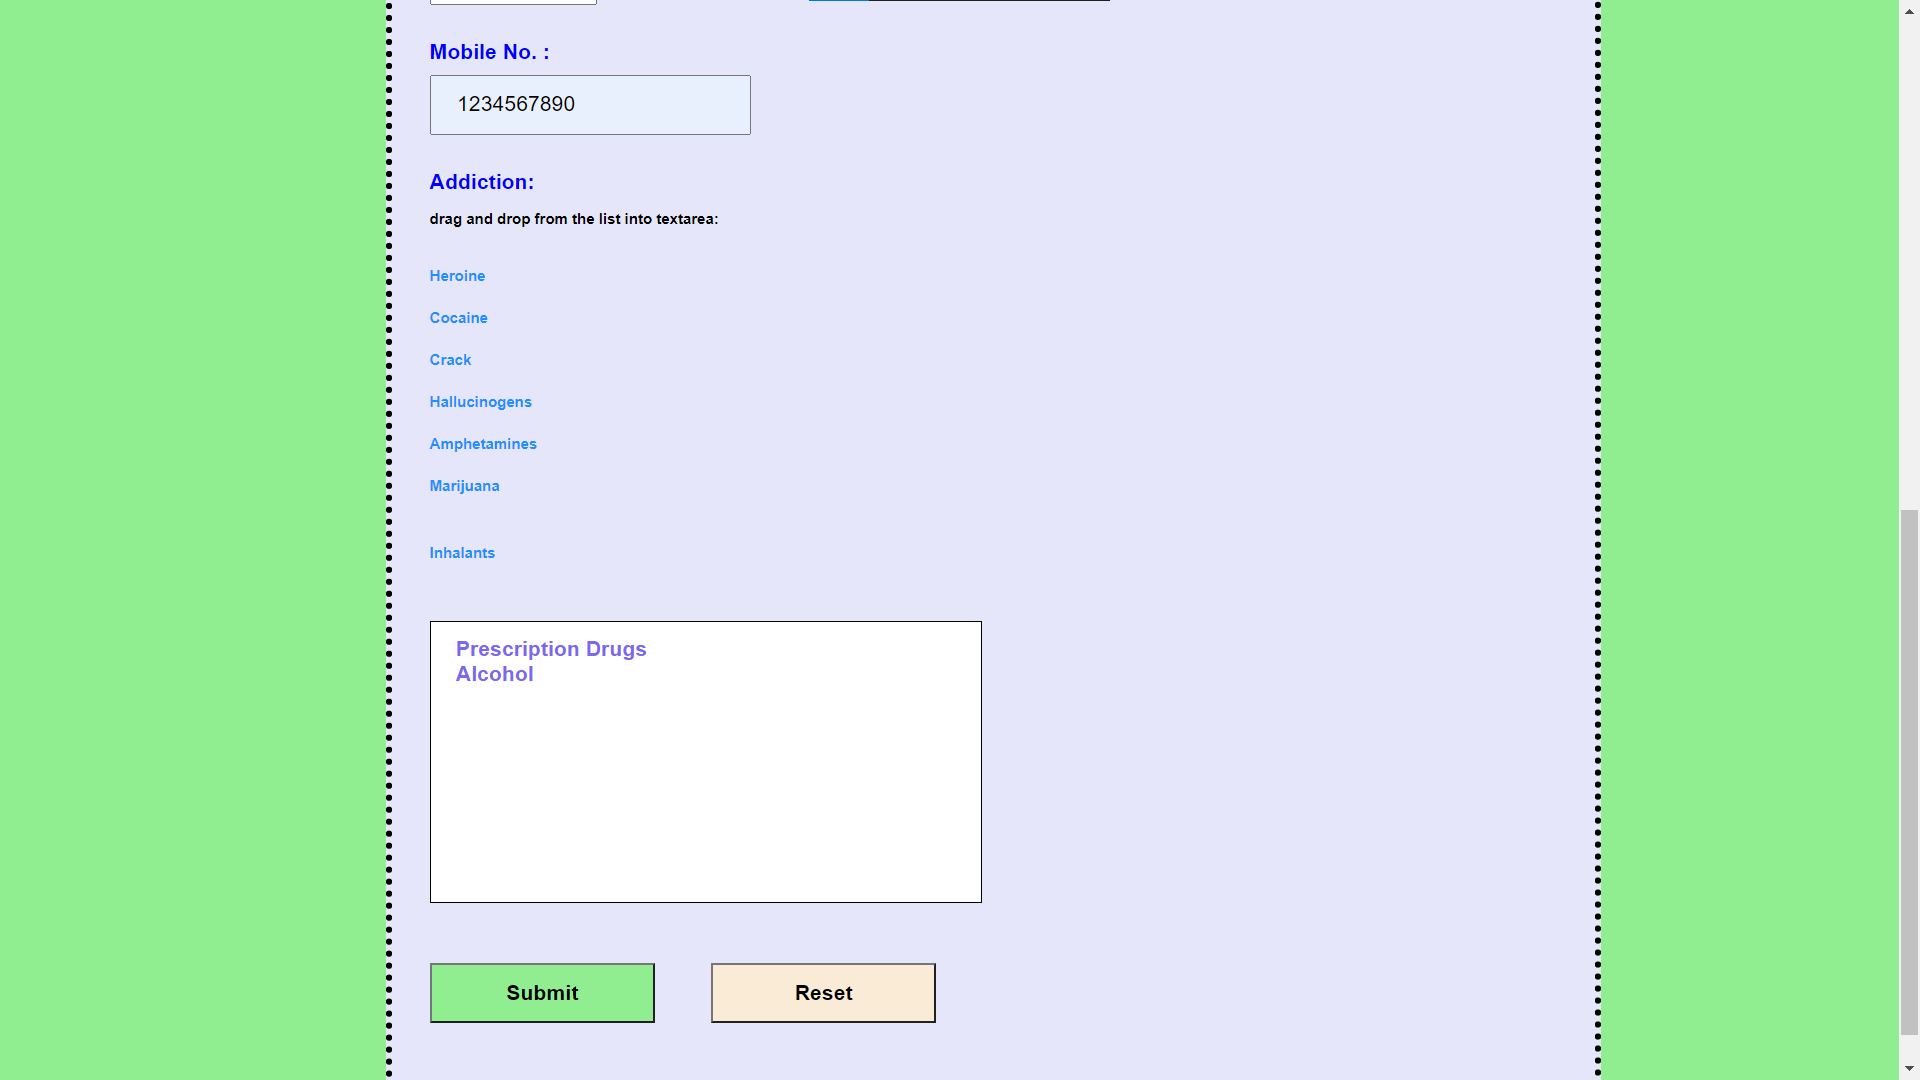 Mobile No. :
1234567890
Addiction:
drag and drop from the list into textarea:
Heroine
Cocaine
Crack
Hallucinogens
Amphetamines
Marijuana
Inhalants
Prescription Drugs
Alcohol
Submit
Reset